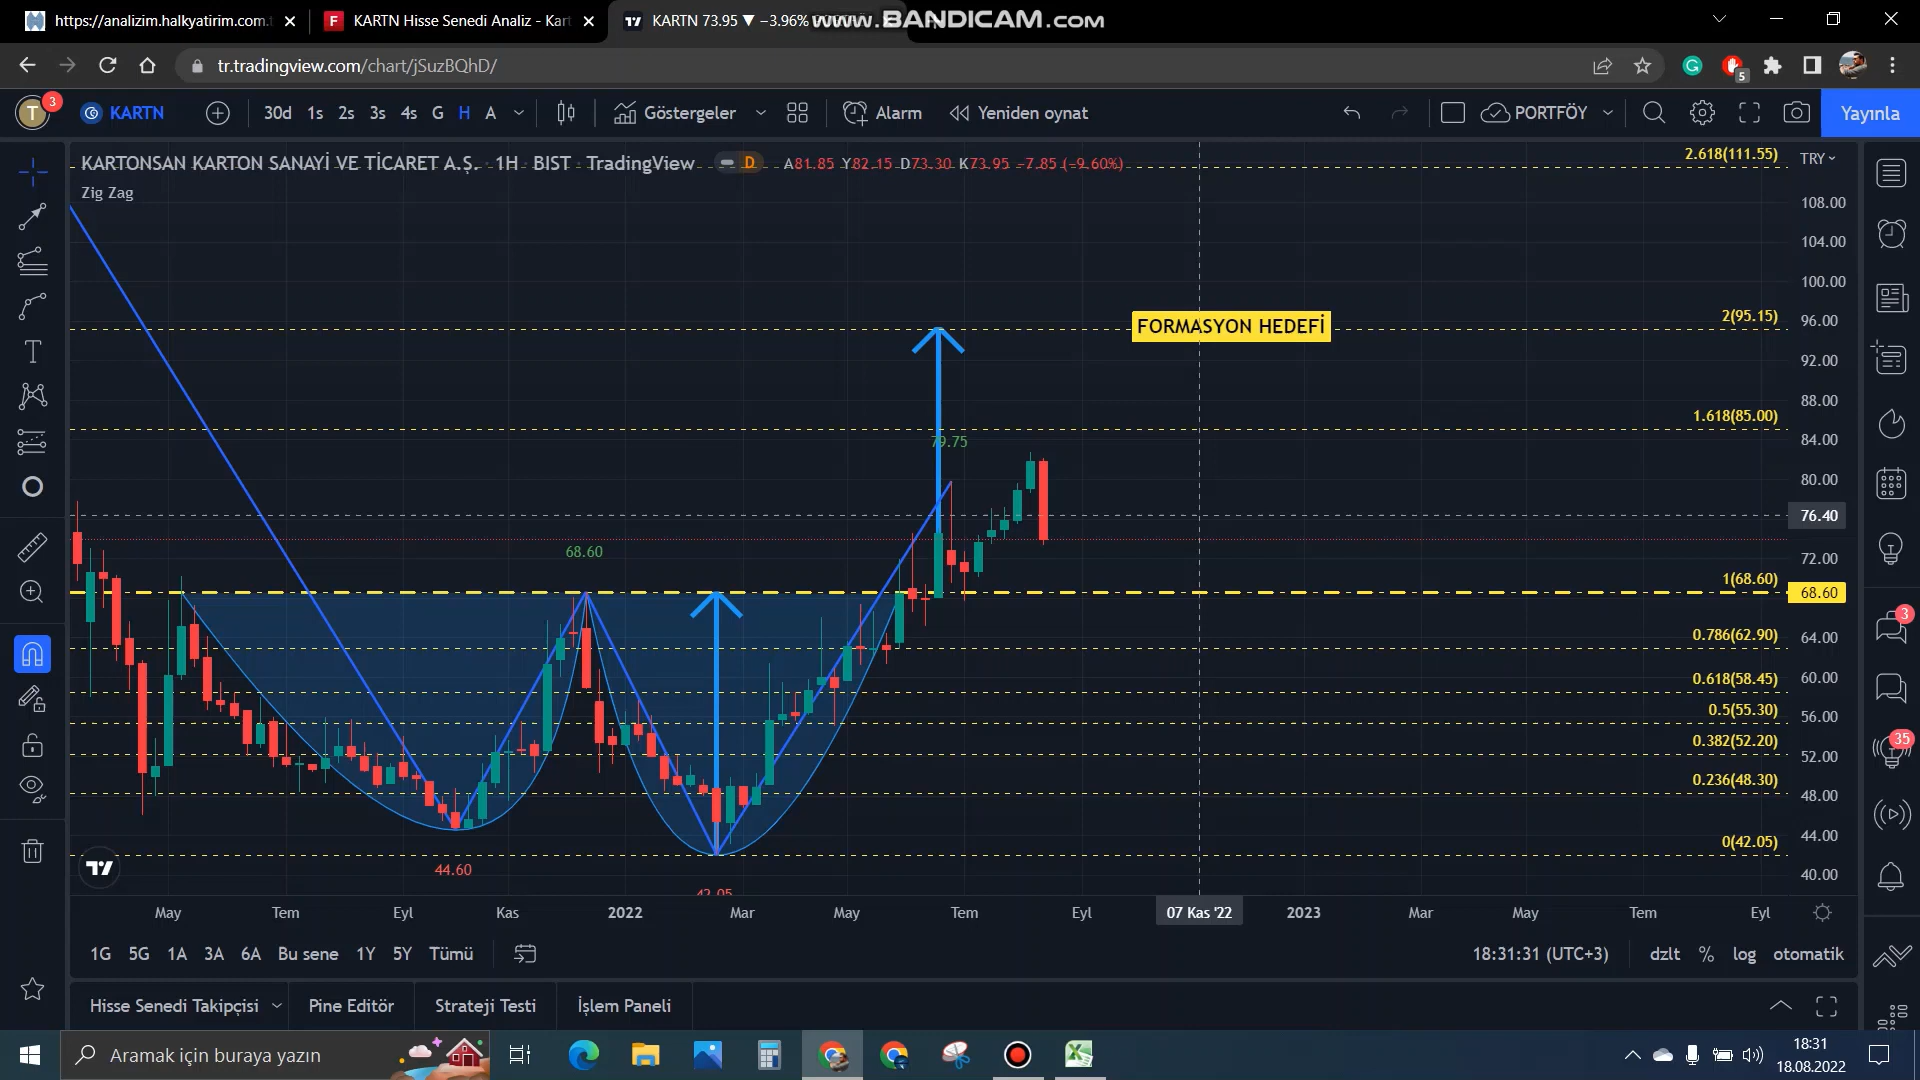 https://analizim.halkyatirim.com.
KARTN Hisse Senedi Analiz - Kar
KARTN 73.95 ▼ −3.96%
www.BANDICAM.com
tr.tradingview.com/chart/jSuzBQhD/
5
T
3
KARTN
30d 1s 2s 3s 4s G H A
Göstergeler
Alarm
Yeniden oynat
PORTFÖY
Yayınla
KARTONSAN KARTON SANAYİ VE TİCARET A.Ş. · 1H · BIST · TradingView
D
A81.85 Y82.15 D73.30 K73.95 −7.85 (−9.60%)
Zig Zag
TRY
2.618(111.55)
108.00
104.00
100.00
FORMASYON HEDEFİ
2(95.15)
96.00
92.00
88.00
1.618(85.00)
84.00
79.75
80.00
76.40
68.60
72.00
1(68.60)
68.60
0.786(62.90)
64.00
0.618(58.45)
60.00
0.5(55.30)
56.00
0.382(52.20)
52.00
0.236(48.30)
48.00
0(42.05)
44.00
44.60
42.05
40.00
3
35
May Tem Eyl Kas 2022 Mar May Tem Eyl 07 Kas '22 2023 Mar May Tem Eyl
1G 5G 1A 3A 6A Bu sene 1Y 5Y Tümü
18:31:31 (UTC+3)
dzlt % log otomatik
Hisse Senedi Takipçisi
Pine Editör
Strateji Testi
İşlem Paneli
Aramak için buraya yazın
18:31
18.08.2022